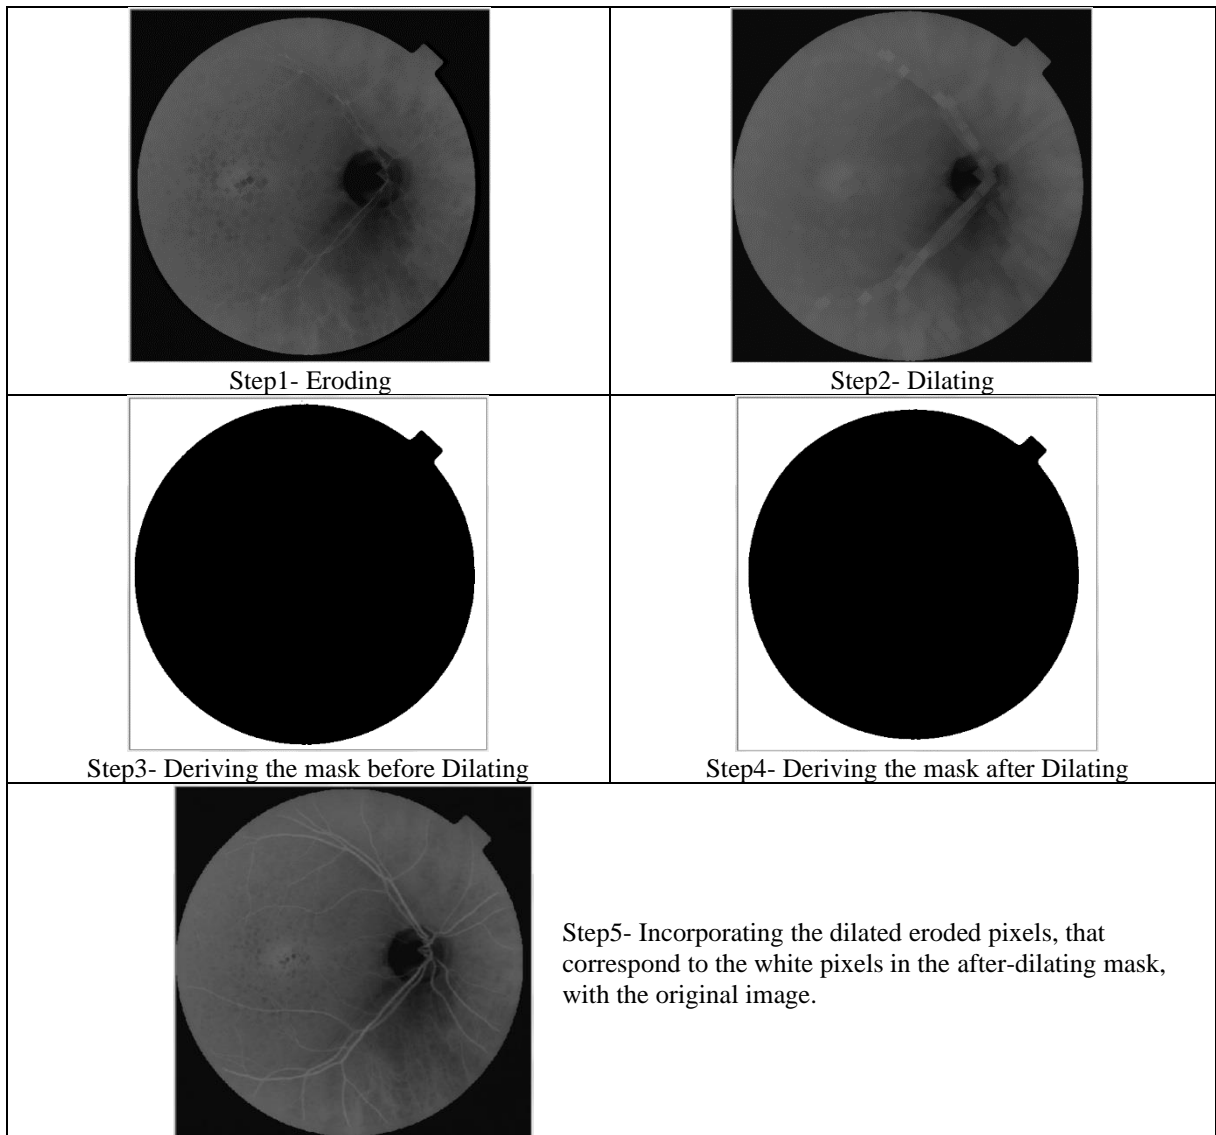 Step1- Eroding
Step2- Dilating
Step3- Deriving the mask before Dilating
Step4- Deriving the mask after Dilating
Step5- Incorporating the dilated eroded pixels, that
correspond to the white pixels in the after-dilating mask,
with the original image.